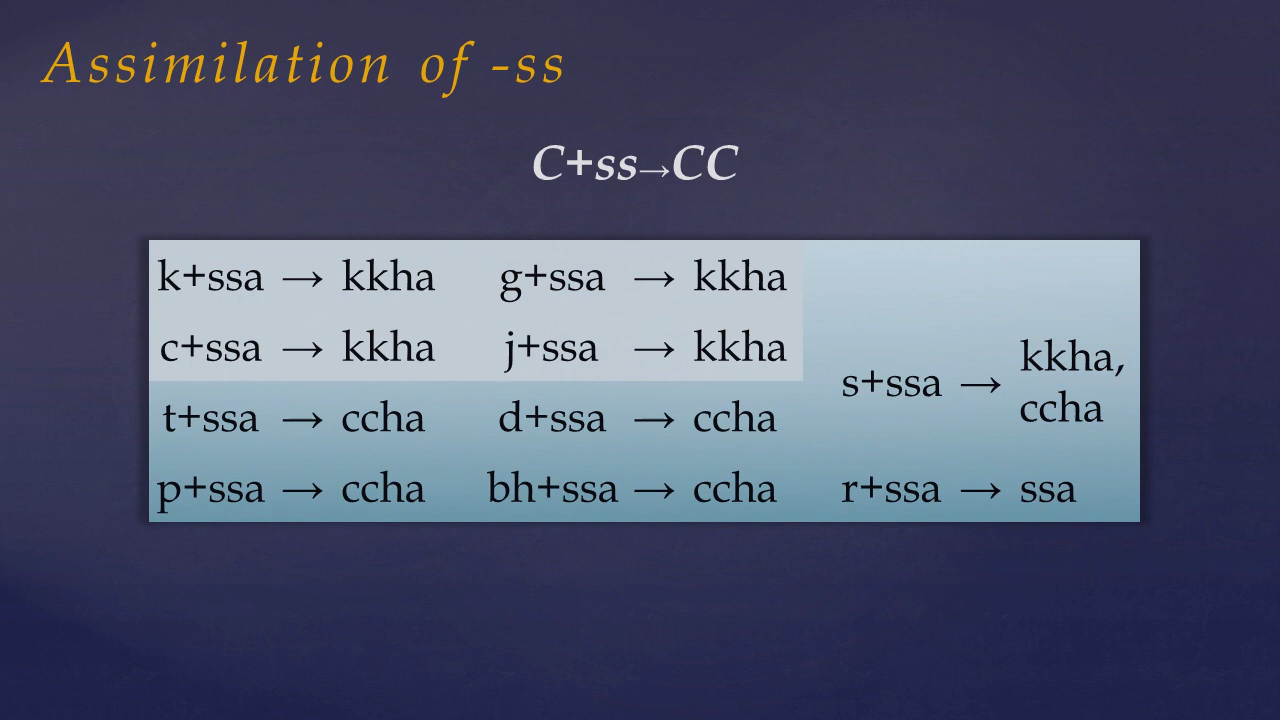 Assimilation of -ss
C+ss→CC
k+ssa → kkha g+ssa → kkha
c+ssa → kkha j+ssa → kkha
s+ssa → kkha, ccha
t+ssa → ccha d+ssa → ccha
p+ssa → ccha bh+ssa → ccha r+ssa → ssa